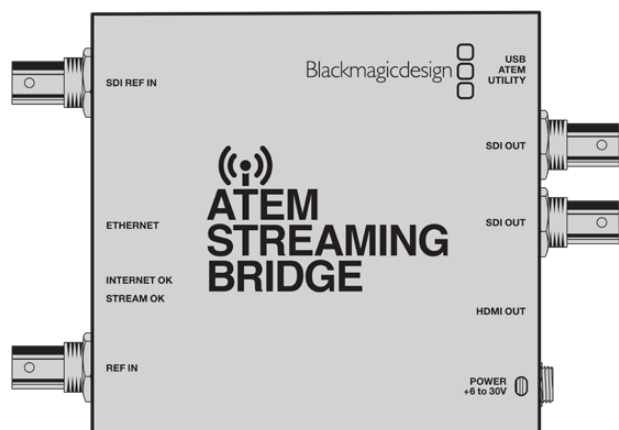 Blackmagicdesign
USB
ATEM
UTILITY
SDI REF IN
SDI OUT
ETHERNET
ATEM
STREAMING
BRIDGE
SDI OUT
INTERNET OK
STREAM OK
HDMI OUT
REF IN
POWER
+6 to 30V